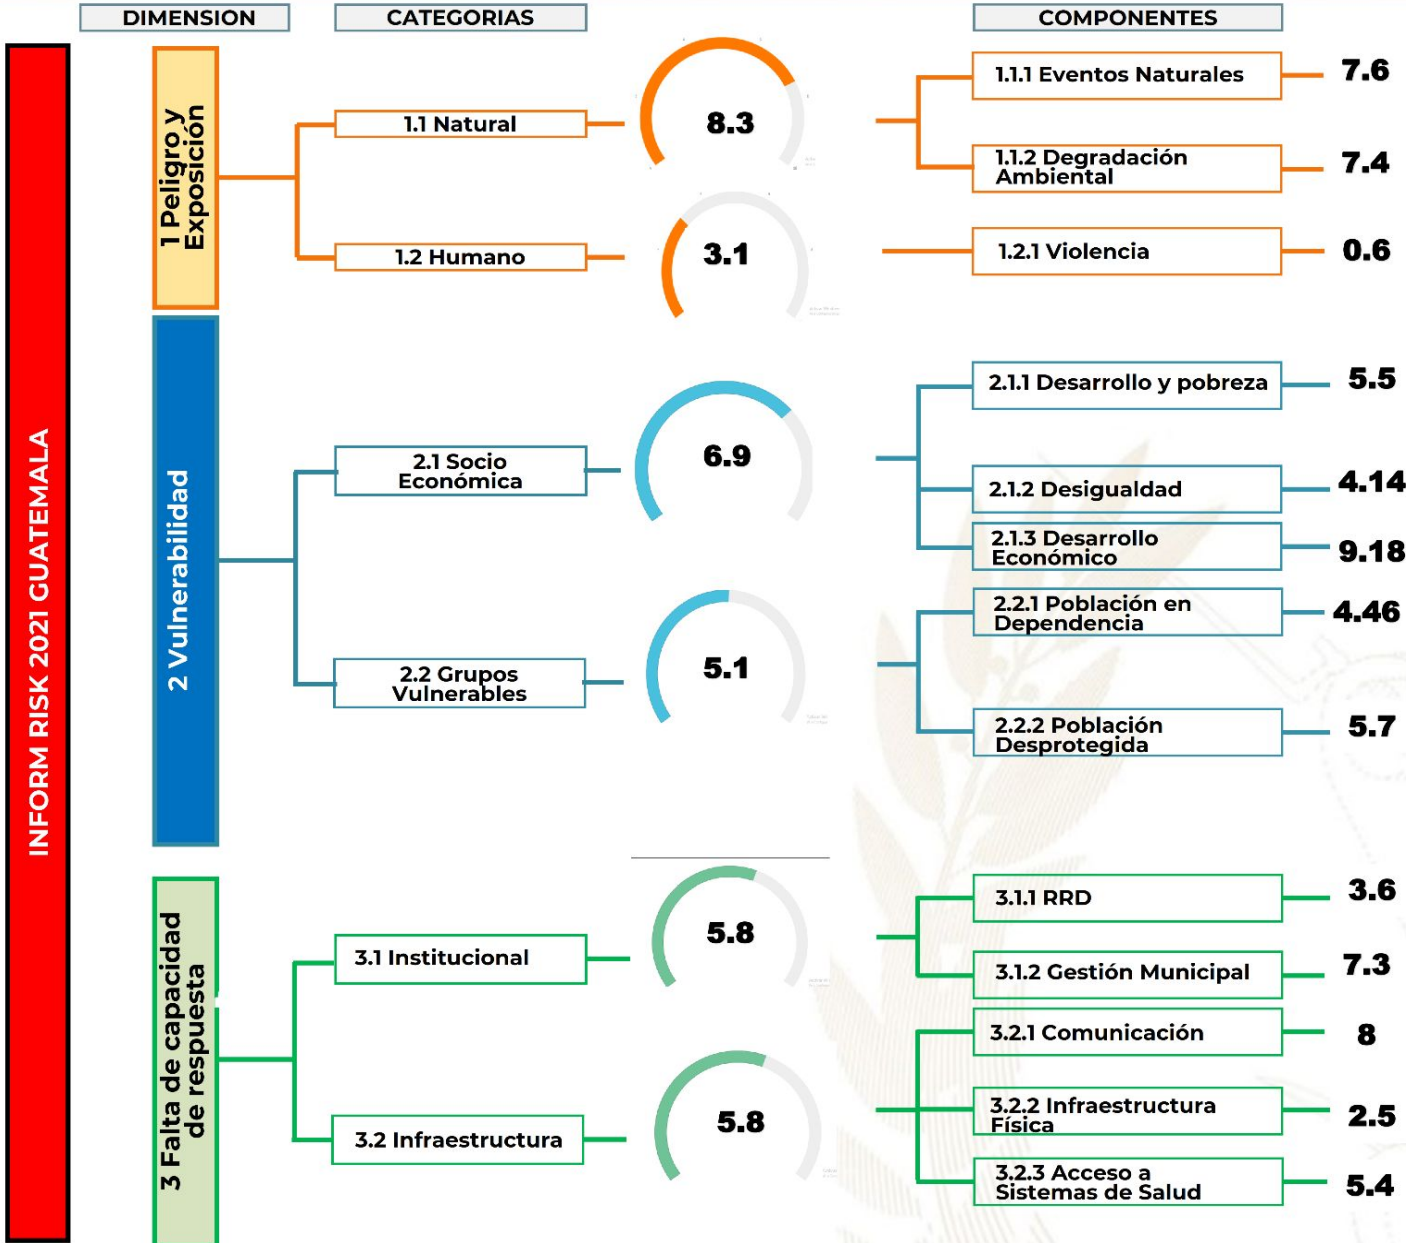 DIMENSION
CATEGORIAS
COMPONENTES
INFORM RISK 2021 GUATEMALA
1 Peligro y
Exposición
1.1 Natural
8.3
1.1.1 Eventos Naturales
7.6
1.1.2 Degradación
Ambiental
7.4
1.2 Humano
3.1
1.2.1 Violencia
0.6
2 Vulnerabilidad
2.1 Socio
Económica
6.9
2.1.1 Desarrollo y pobreza
5.5
2.1.2 Desigualdad
4.14
2.1.3 Desarrollo
Económico
9.18
2.2 Grupos
Vulnerables
5.1
2.2.1 Población en
Dependencia
4.46
2.2.2 Población
Desprotegida
5.7
3 Falta de capacidad
de respuesta
3.1 Institucional
5.8
3.1.1 RRD
3.6
3.1.2 Gestión Municipal
7.3
3.2 Infraestructura
5.8
3.2.1 Comunicación
8
3.2.2 Infraestructura
Física
2.5
3.2.3 Acceso a
Sistemas de Salud
5.4